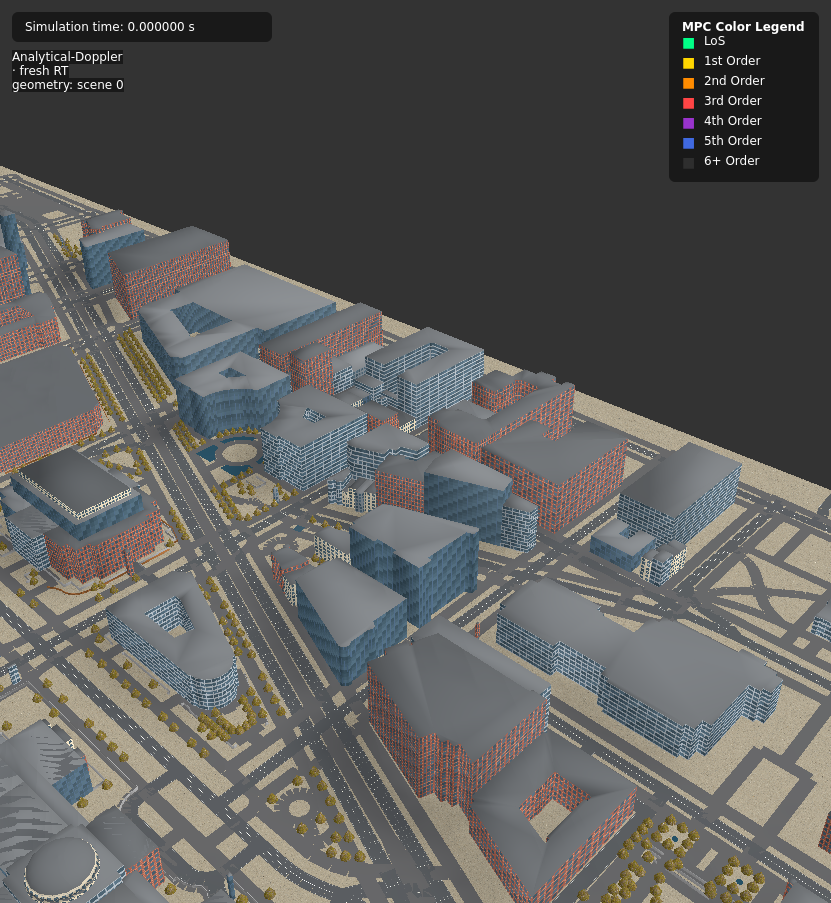 Simulation time: 0.000000 s
Analytical-Doppler
· fresh RT
geometry: scene 0
MPC Color Legend
LoS
1st Order
2nd Order
3rd Order
4th Order
5th Order
6+ Order